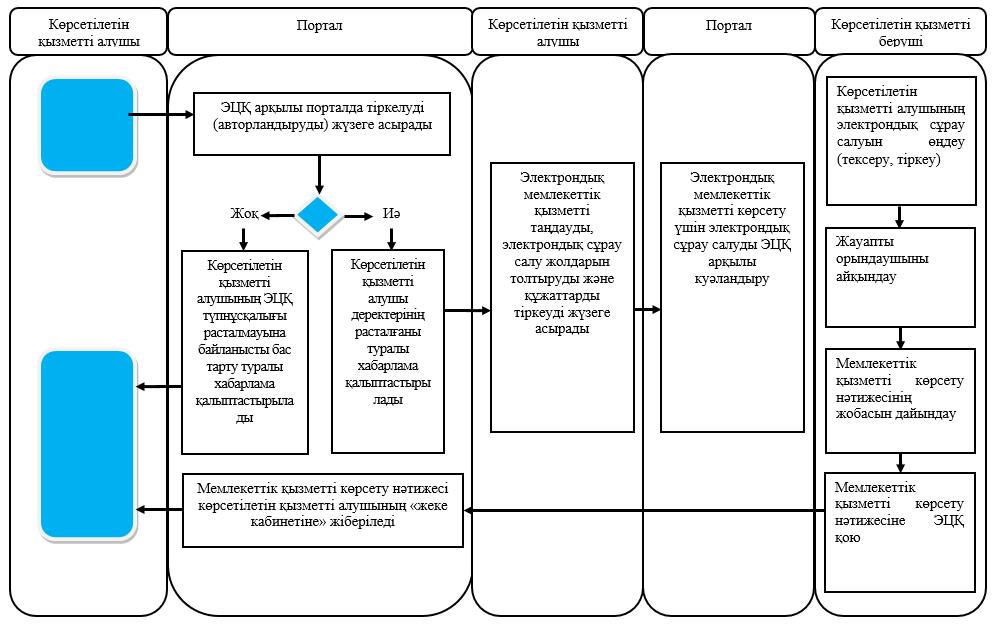 Көрсетілетін
қызметті алушы
Портал
Көрсетілетін қызметті
алушы
Портал
Көрсетілетін қызметті
беруші
ЭЦҚ арқылы порталда тіркелуді
(авторландыруды) жүзеге асырады
Жоқ
Иә
Көрсетілетін
қызметті
алушының ЭЦҚ
түпнұсқалығы
расталмауына
байланысты бас
тарту туралы
хабарлама
қалыптастырыла
ды
Көрсетілетін
қызметті
алушы
деректерінің
расталғаны
туралы
хабарлама
қалыптастыры
лады
Мемлекеттік қызметті көрсету нәтижесі
көрсетілетін қызметті алушының «жеке
кабинетіне» жіберіледі
Электрондық
мемлекеттік
қызметті
таңдауды,
электрондық сұрау
салу жолдарын
толтыруды және
құжаттарды
тіркеуді жүзеге
асырады
Электрондық
мемлекеттік
қызметті көрсету
үшін электрондық
сұрау салуды ЭЦҚ
арқылы
куәландыру
Көрсетілетін
қызметті алушының
электрондық сұрау
салуын өңдеу
(тексеру, тіркеу)
Жауапты
орындаушыны
айқындау
Мемлекеттік
қызметті көрсету
нәтижесінің
жобасын дайындау
Мемлекеттік
қызметті көрсету
нәтижесіне ЭЦҚ
қою